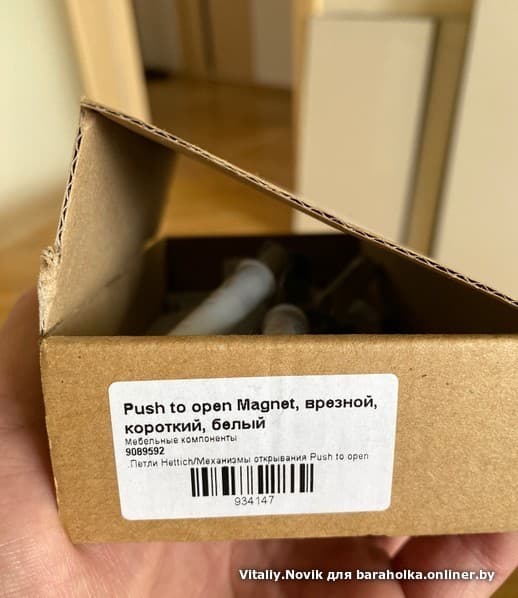 Push to open Magnet, врезной,
короткий, белый
Мебельные компоненты
9089592
.Петли Hettich/Механизмы открывания Push to open
934147
Vitaliy.Novik для baraholka.onliner.by